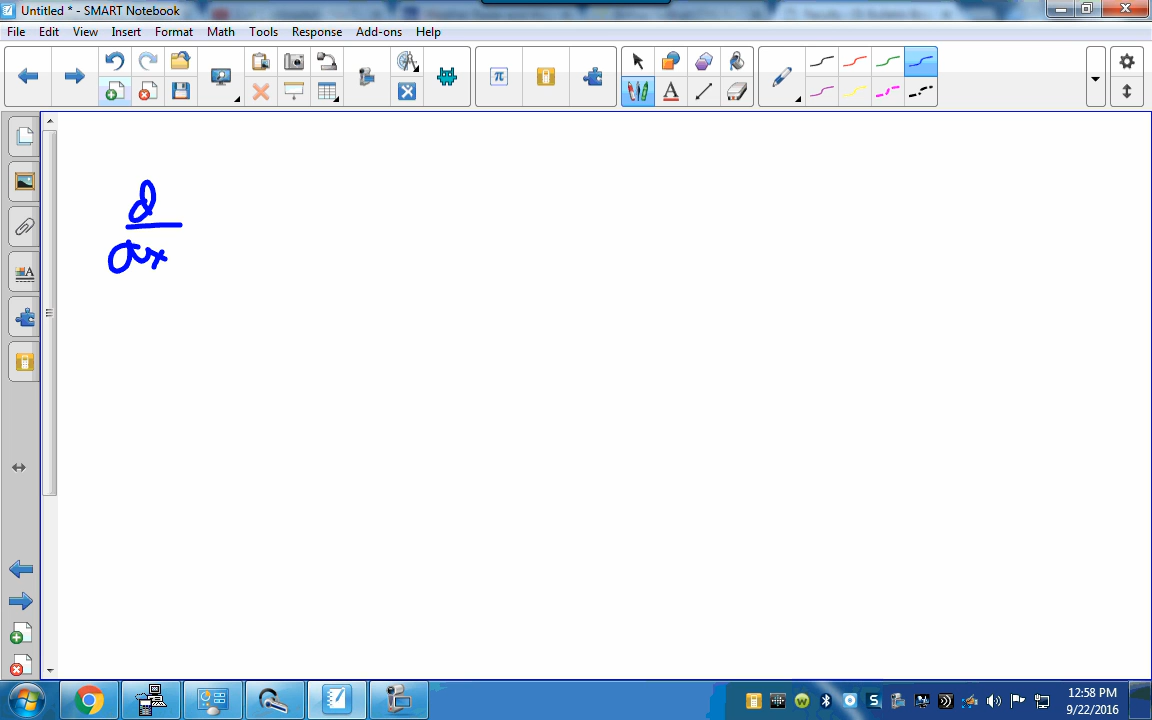 Untitled * - SMART Notebook
File Edit View Insert Format Math Tools Response Add-ons Help
π
A
A
d
dx
12:58 PM
9/22/2016